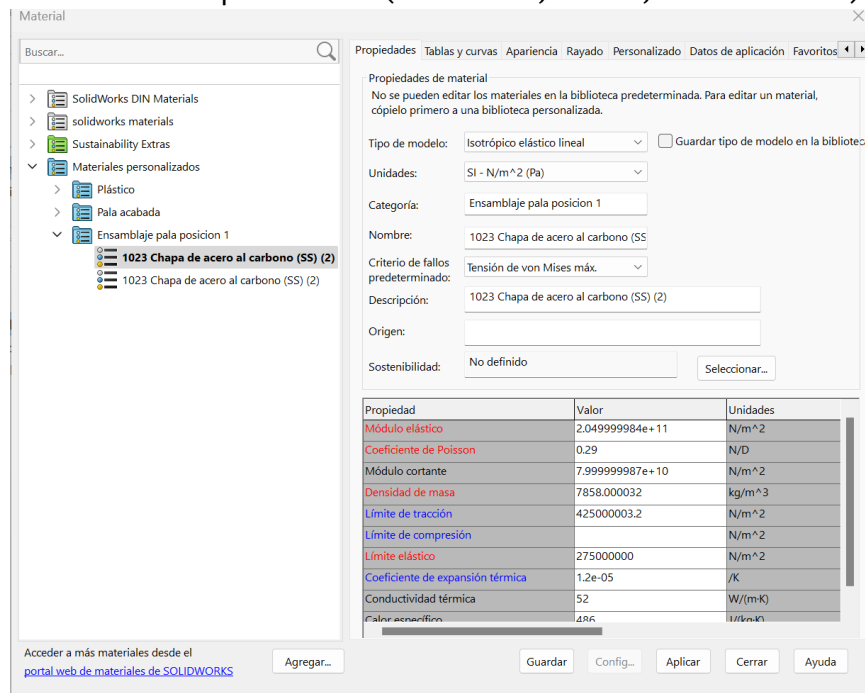 Material
Buscar...
SolidWorks DIN Materials
solidworks materials
Sustainability Extras
Materiales personalizados
Plástico
Pala acabada
Ensamblaje pala posicion 1
1023 Chapa de acero al carbono (SS) (2)
1023 Chapa de acero al carbono (SS) (2)
Propiedades Tablas y curvas Apariencia Rayado Personalizado Datos de aplicación Favoritos
Propiedades de material
No se pueden editar los materiales en la biblioteca predeterminada. Para editar un material,
cópielo primero a una biblioteca personalizada.
Tipo de modelo: Isotrópico elástico lineal Guardar tipo de modelo en la bibliotec
Unidades: SI - N/m^2 (Pa)
Categoría: Ensamblaje pala posicion 1
Nombre: 1023 Chapa de acero al carbono (SS
Criterio de fallos
predeterminado: Tensión de von Mises máx.
Descripción: 1023 Chapa de acero al carbono (SS) (2)
Origen:
Sostenibilidad: No definido Seleccionar...
Propiedad Valor Unidades
Módulo elástico 2.049999984e+11 N/m^2
Coeficiente de Poisson 0.29 N/D
Módulo cortante 7.999999987e+10 N/m^2
Densidad de masa 7858.000032 kg/m^3
Límite de tracción 425000003.2 N/m^2
Límite de compresión N/m^2
Límite elástico 275000000 N/m^2
Coeficiente de expansión térmica 1.2e-05 /K
Conductividad térmica 52 W/(m·K)
Calor específico 486 J/(kg·K)
Acceder a más materiales desde el
portal web de materiales de SOLIDWORKS
Agregar... Guardar Config... Aplicar Cerrar Ayuda